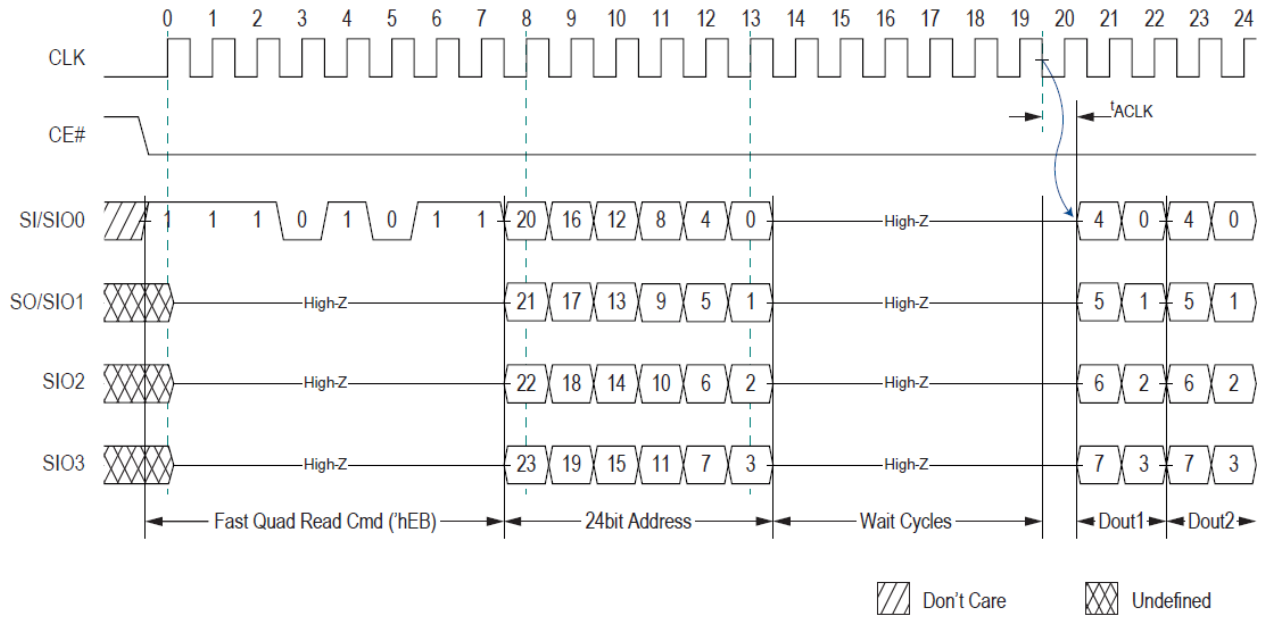 0 1 2 3 4 5 6 7 8 9 10 11 12 13 14 15 16 17 18 19 20 21 22 23 24
CLK
tACLK
CE#
SI/SIO0 1 1 1 0 1 0 1 1 20 16 12 8 4 0 High-Z 4 0 4 0
SO/SIO1 High-Z 21 17 13 9 5 1 High-Z 5 1 5 1
SIO2 High-Z 22 18 14 10 6 2 High-Z 6 2 6 2
SIO3 High-Z 23 19 15 11 7 3 High-Z 7 3 7 3
Fast Quad Read Cmd ('hEB) 24bit Address Wait Cycles Dout1 Dout2
Don't Care Undefined